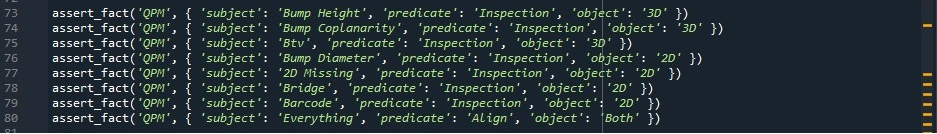 73 assert_fact('QPM', { 'subject': 'Bump Height', 'predicate': 'Inspection', 'object': '3D' })
74 assert_fact('QPM', { 'subject': 'Bump Coplanarity', 'predicate': 'Inspection', 'object': '3D' })
75 assert_fact('QPM', { 'subject': 'Btv', 'predicate': 'Inspection', 'object': '3D' })
76 assert_fact('QPM', { 'subject': 'Bump Diameter', 'predicate': 'Inspection', 'object': '2D' })
77 assert_fact('QPM', { 'subject': '2D Missing', 'predicate': 'Inspection', 'object': '2D' })
78 assert_fact('QPM', { 'subject': 'Bridge', 'predicate': 'Inspection', 'object': '2D' })
79 assert_fact('QPM', { 'subject': 'Barcode', 'predicate': 'Inspection', 'object': '2D' })
80 assert_fact('QPM', { 'subject': 'Everything', 'predicate': 'Align', 'object': 'Both' })